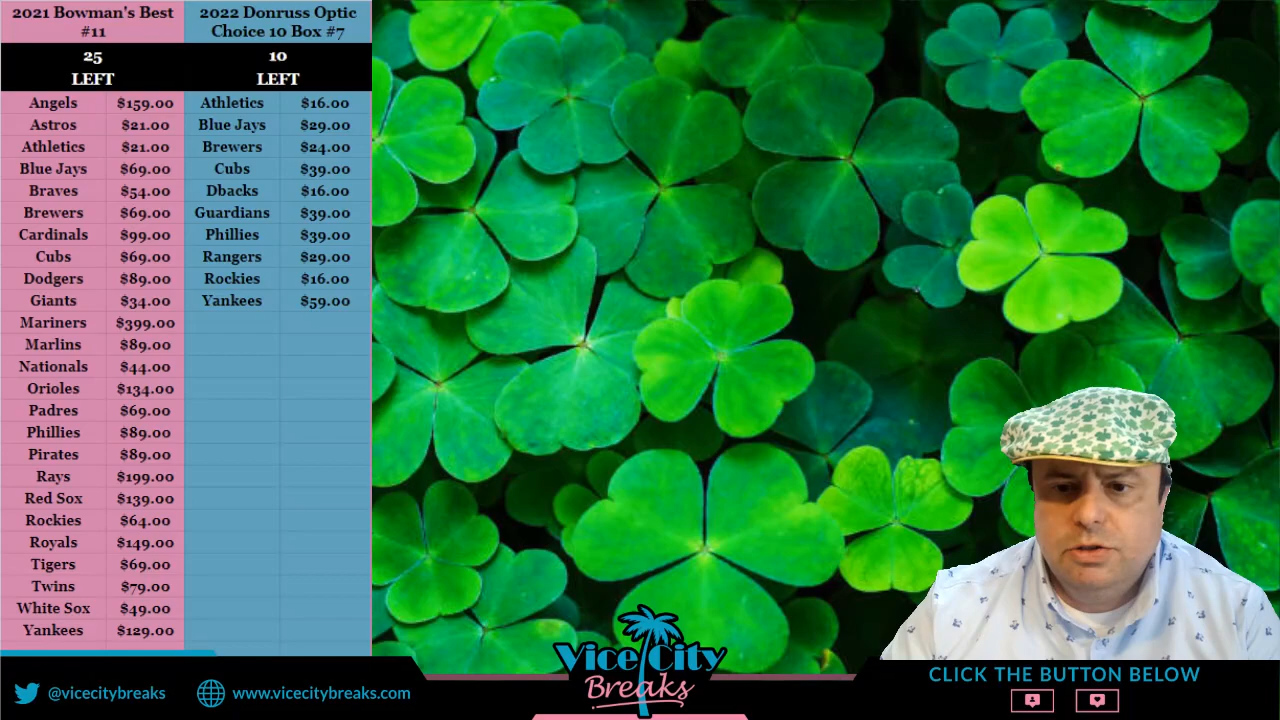 2021 Bowman's Best
#11
25
LEFT
Angels $159.00
Astros $21.00
Athletics $21.00
Blue Jays $69.00
Braves $54.00
Brewers $69.00
Cardinals $99.00
Cubs $69.00
Dodgers $89.00
Giants $34.00
Mariners $399.00
Marlins $89.00
Nationals $44.00
Orioles $134.00
Padres $69.00
Phillies $89.00
Pirates $89.00
Rays $199.00
Red Sox $139.00
Rockies $64.00
Royals $149.00
Tigers $69.00
Twins $79.00
White Sox $49.00
Yankees $129.00
2022 Donruss Optic
Choice 10 Box #7
10
LEFT
Athletics $16.00
Blue Jays $29.00
Brewers $24.00
Cubs $39.00
Dbacks $16.00
Guardians $39.00
Phillies $39.00
Rangers $29.00
Rockies $16.00
Yankees $59.00
@vicecitybreaks
www.vicecitybreaks.com
Vice City
Breaks
CLICK THE BUTTON BELOW